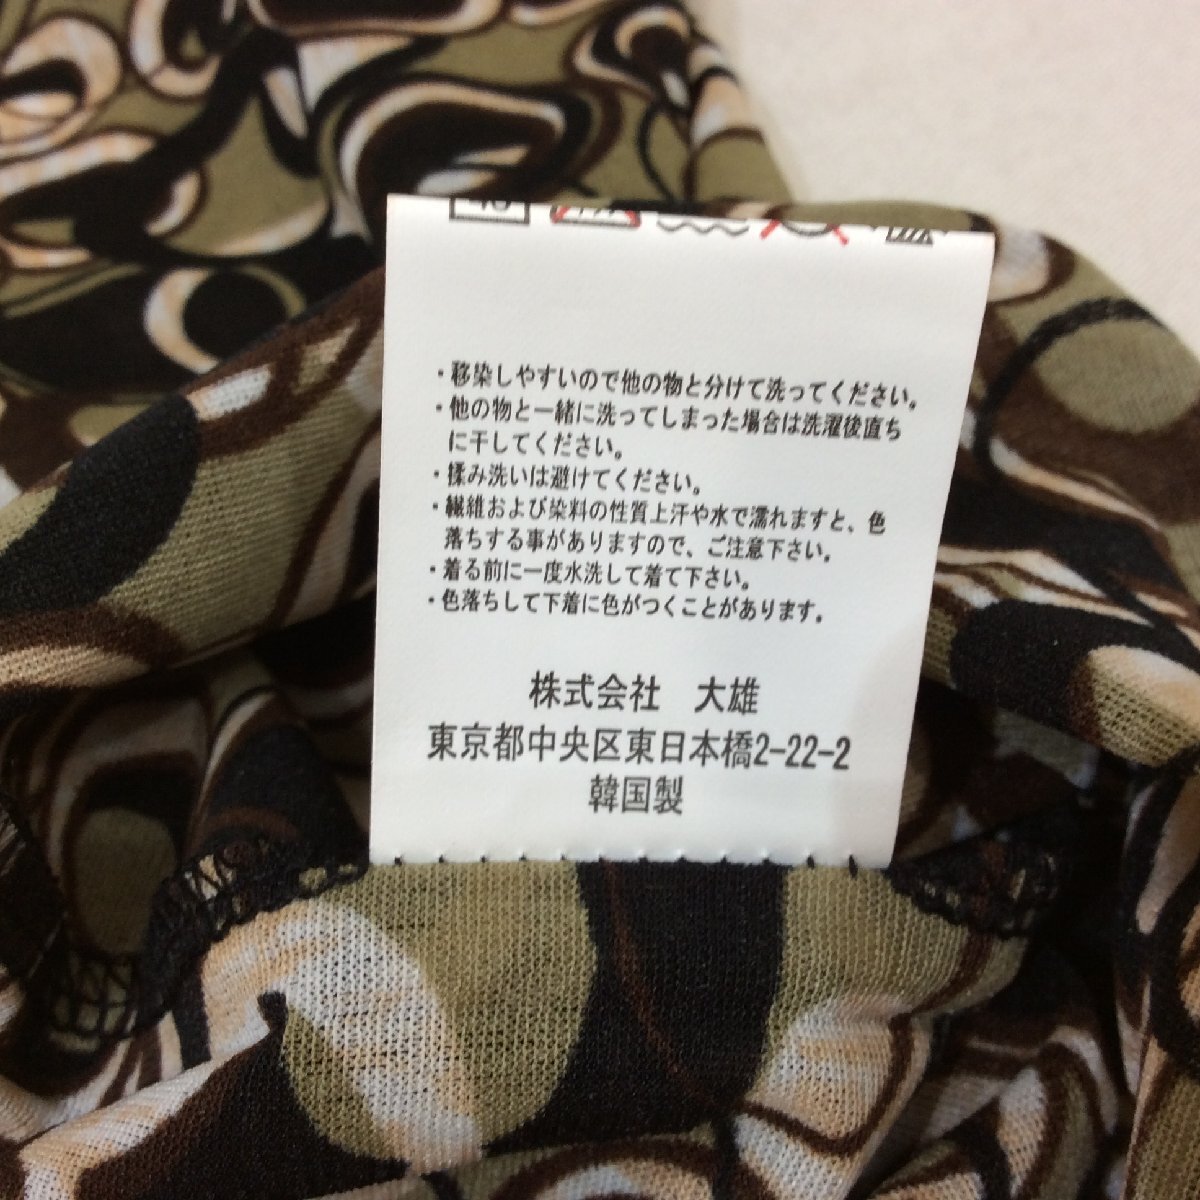 ・移染しやすいので他の物と分けて洗ってください。
・他の物と一緒に洗ってしまった場合は洗濯後直ち
に干してください。
・揉み洗いは避けてください。
・繊維および染料の性質上汗や水で濡れますと、色
落ちする事がありますので、ご注意下さい。
・着る前に一度水洗して着て下さい。
・色落ちして下着に色がつくことがあります。
株式会社 大雄
東京都中央区東日本橋2-22-2
韓国製